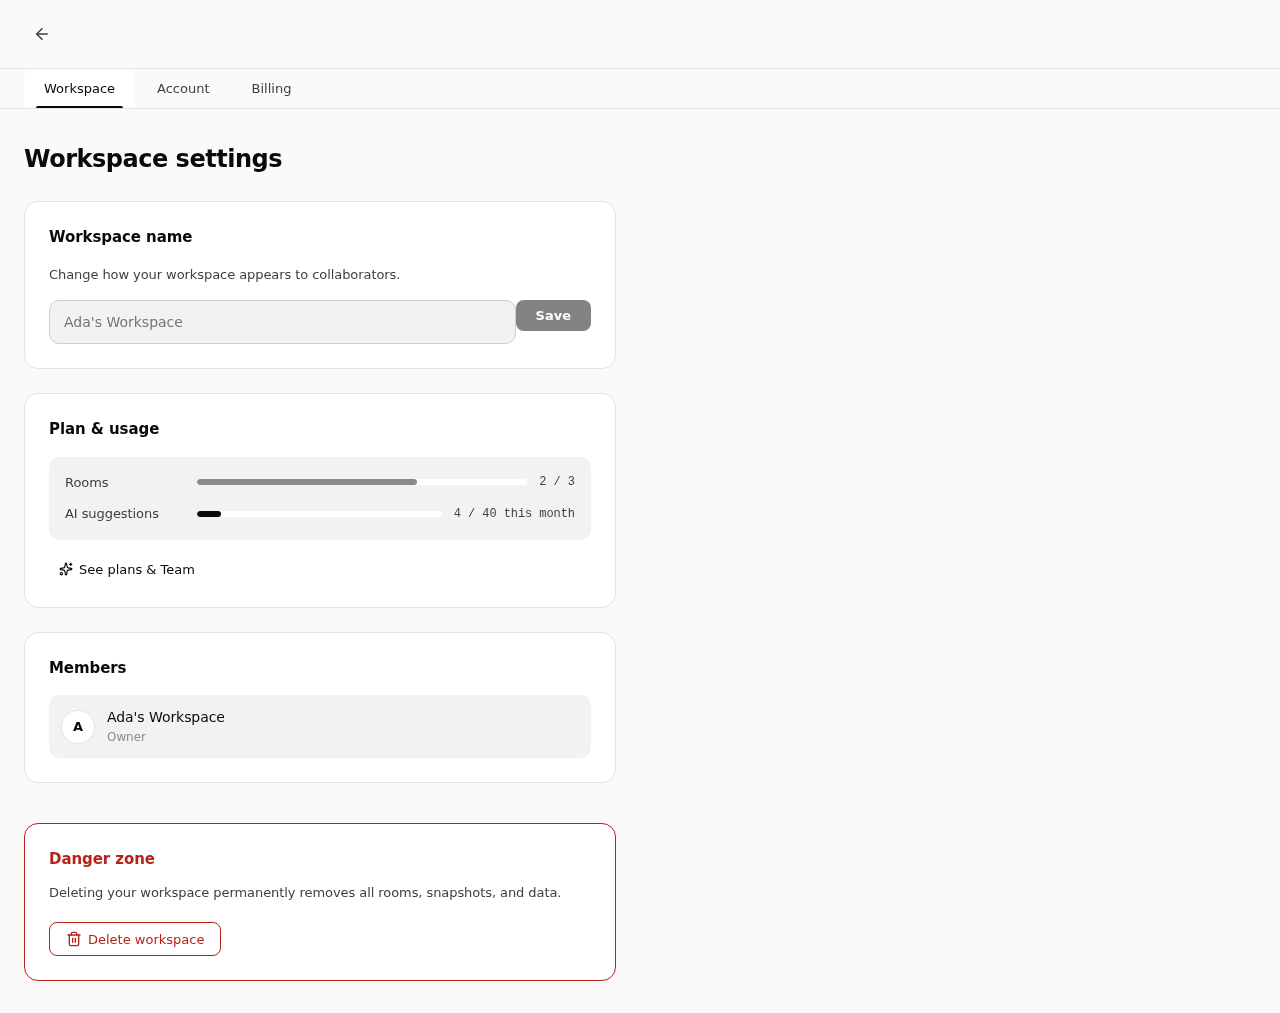 Workspace
Account
Billing
Workspace settings
Workspace name
Change how your workspace appears to collaborators.
Ada's Workspace
Save
Plan & usage
Rooms
2 / 3
AI suggestions
4 / 40 this month
See plans & Team
Members
A
Ada's Workspace
Owner
Danger zone
Deleting your workspace permanently removes all rooms, snapshots, and data.
Delete workspace